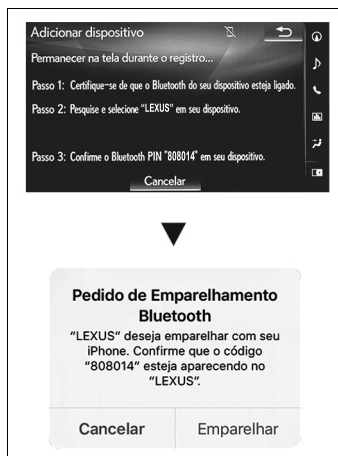 Adicionar dispositivo
Permanecer na tela durante o registro...
Passo 1: Certifique-se de que o Bluetooth do seu dispositivo esteja ligado.
Passo 2: Pesquise e selecione “LEXUS” em seu dispositivo.
Passo 3: Confirme o Bluetooth PIN "808014" em seu dispositivo.
Cancelar
Pedido de Emparelhamento
Bluetooth
“LEXUS” deseja emparelhar com seu
iPhone. Confirme que o código
“808014” esteja aparecendo no
“LEXUS”.
Cancelar
Emparelhar